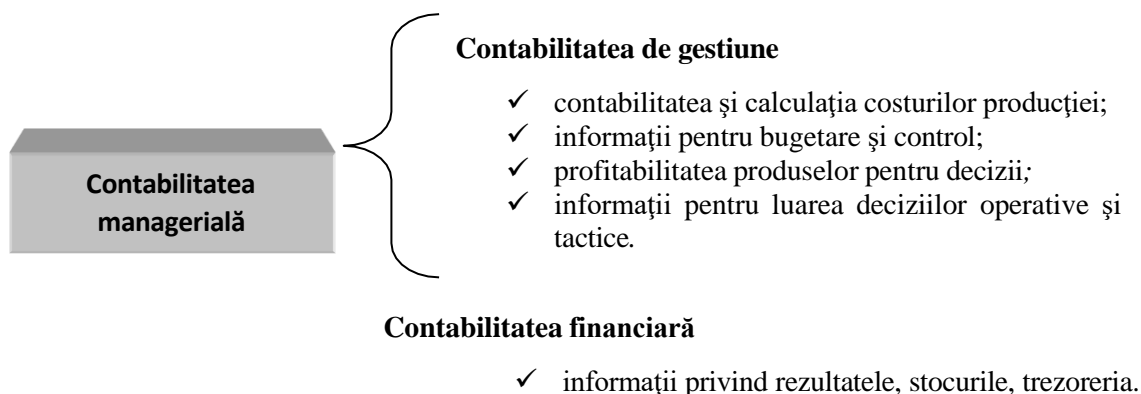 Contabilitatea de gestiune
✓ contabilitatea şi calculaţia costurilor producţiei;
✓ informaţii pentru bugetare şi control;
✓ profitabilitatea produselor pentru decizii;
✓ informaţii pentru luarea deciziilor operative şi
tactice.
Contabilitatea
managerială
Contabilitatea financiară
✓ informaţii privind rezultatele, stocurile, trezoreria.